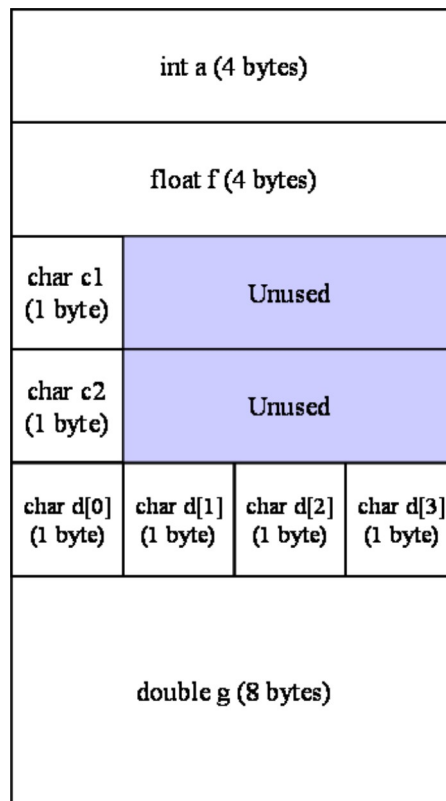 int a (4 bytes)
float f (4 bytes)
char c1
(1 byte)
Unused
char c2
(1 byte)
Unused
char d[0]
(1 byte)
char d[1]
(1 byte)
char d[2]
(1 byte)
char d[3]
(1 byte)
double g (8 bytes)